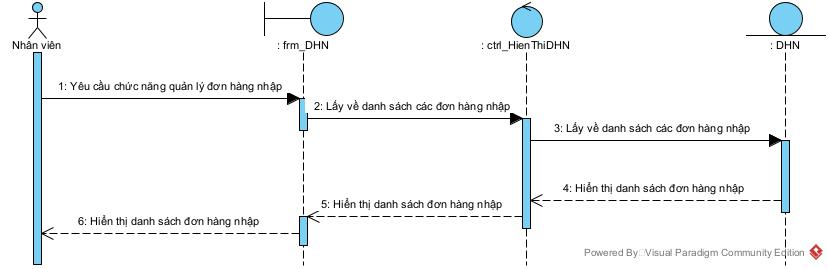 Nhân viên
: frm_DHN
: ctrl_HienThiDHN
: DHN
1: Yêu cầu chức năng quản lý đơn hàng nhập
2: Lấy về danh sách các đơn hàng nhập
3: Lấy về danh sách các đơn hàng nhập
4: Hiển thị danh sách đơn hàng nhập
5: Hiển thị danh sách đơn hàng nhập
6: Hiển thị danh sách đơn hàng nhập
Powered By Visual Paradigm Community Edition